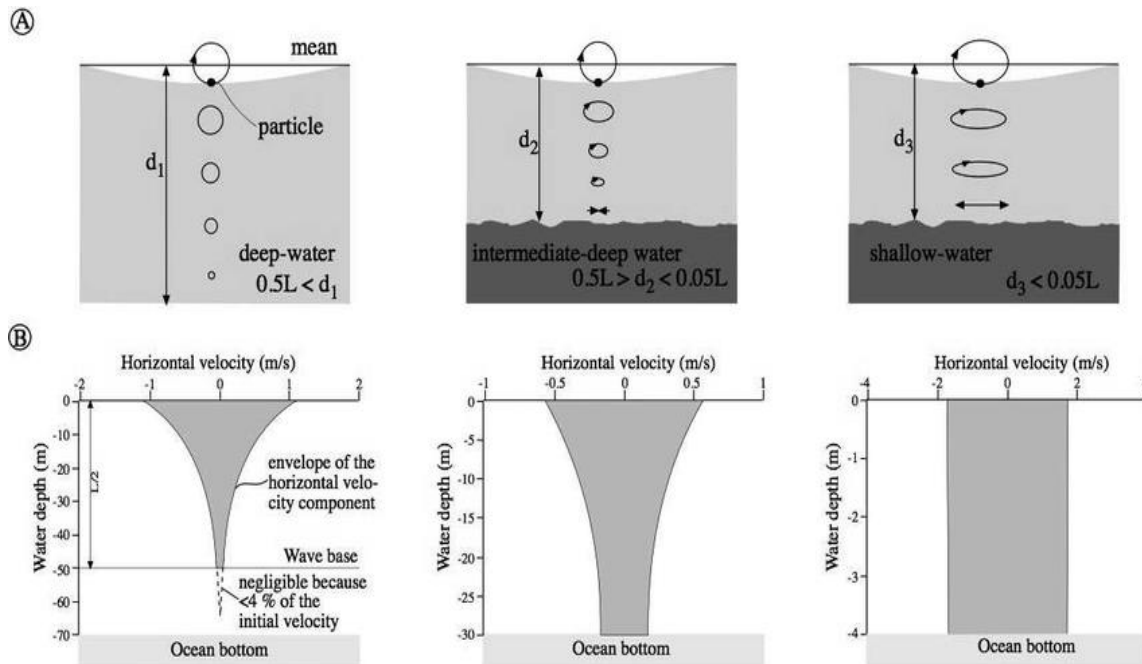 A
mean
particle
d1
deep-water
0.5L < d1
d2
intermediate-deep water
0.5L > d2 < 0.05L
d3
shallow-water
d3 < 0.05L
B
Horizontal velocity (m/s)
-2 -1 0 1 2
Water depth (m)
0
-10
-20
-30
-40
-50
-60
-70
L/2
envelope of the
horizontal velo-
city component
Wave base
negligible because
<4 % of the
initial velocity
Ocean bottom
Horizontal velocity (m/s)
-1 -0.5 0 0.5 1
Water depth (m)
0
-5
-10
-15
-20
-25
-30
Ocean bottom
Horizontal velocity (m/s)
-4 -2 0 2 4
Water depth (m)
0
-1
-2
-3
-4
Ocean bottom